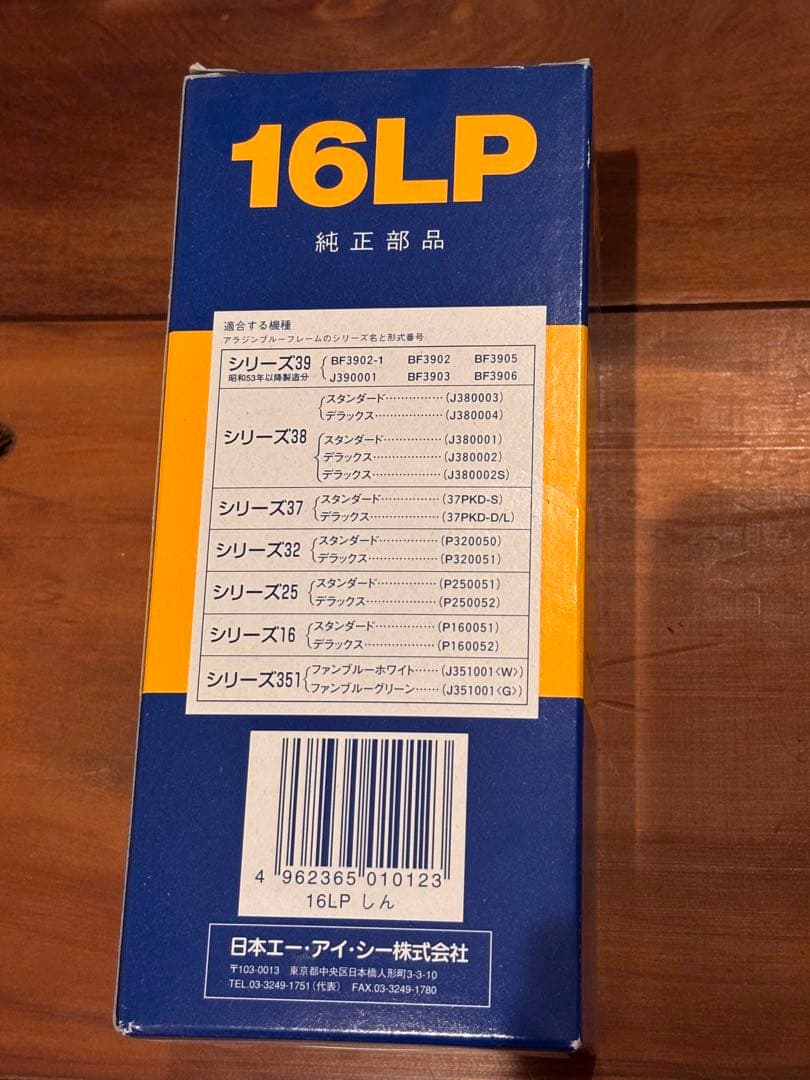 16LP
純正部品
適合する機種
アラジンブルーフレームのシリーズ名と形式番号
シリーズ39 BF3902-1 BF3902 BF3905
昭和53年以降製造分 J390001 BF3903 BF3906
シリーズ38
スタンダード……………(J380003)
デラックス………………(J380004)
スタンダード……………(J380001)
デラックス………………(J380002)
デラックス………………(J380002S)
シリーズ37
スタンダード……………(37PKD-S)
デラックス………………(37PKD-D/L)
シリーズ32
スタンダード……………(P320050)
デラックス………………(P320051)
シリーズ25
スタンダード……………(P250051)
デラックス………………(P250052)
シリーズ16
スタンダード……………(P160051)
デラックス………………(P160052)
シリーズ351
ファンブルーホワイト……(J351001〈W〉)
ファンブルーグリーン……(J351001〈G〉)
4 962365 010123
16LP しん
日本エー・アイ・シー株式会社
〒103-0013 東京都中央区日本橋人形町3-3-10
TEL.03-3249-1751(代表) FAX.03-3249-1780